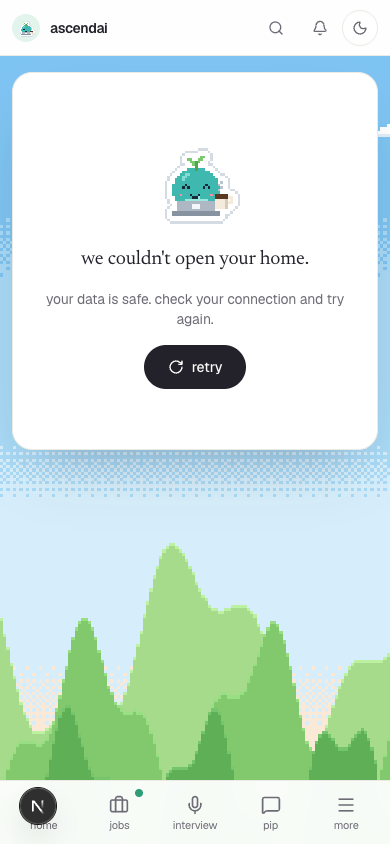 ascendai
we couldn't open your home.
your data is safe. check your connection and try
again.
retry
N
home
jobs
interview
pip
more